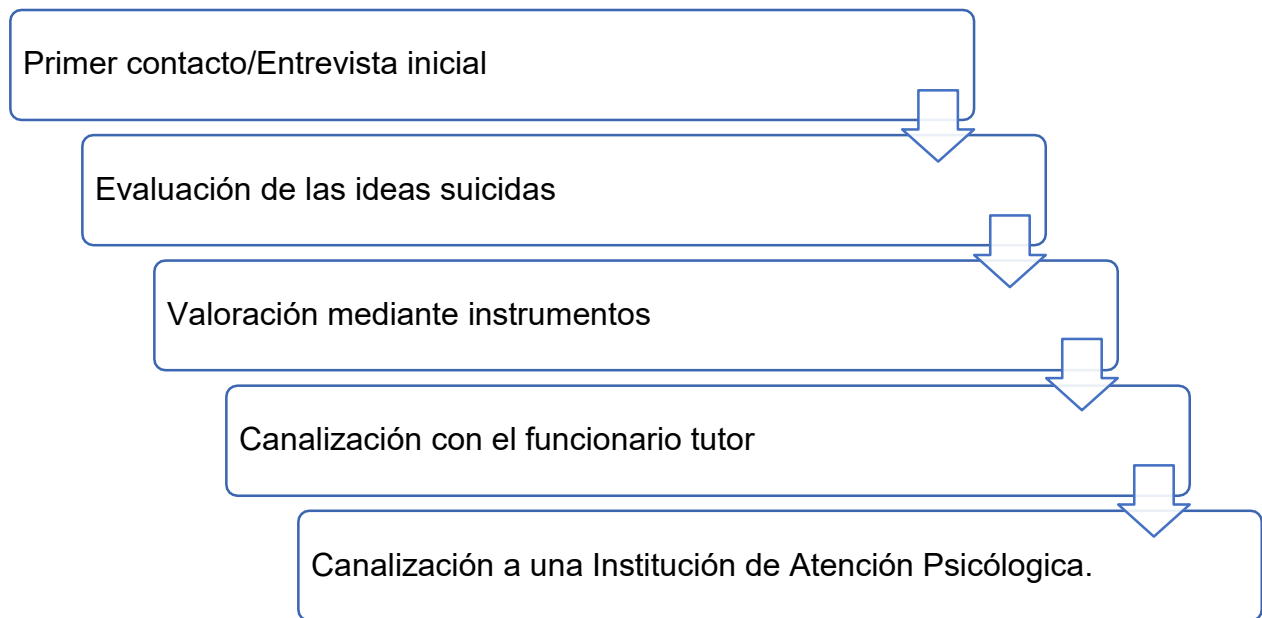 Primer contacto/Entrevista inicial
Evaluación de las ideas suicidas
Valoración mediante instrumentos
Canalización con el funcionario tutor
Canalización a una Institución de Atención Psicólogica.